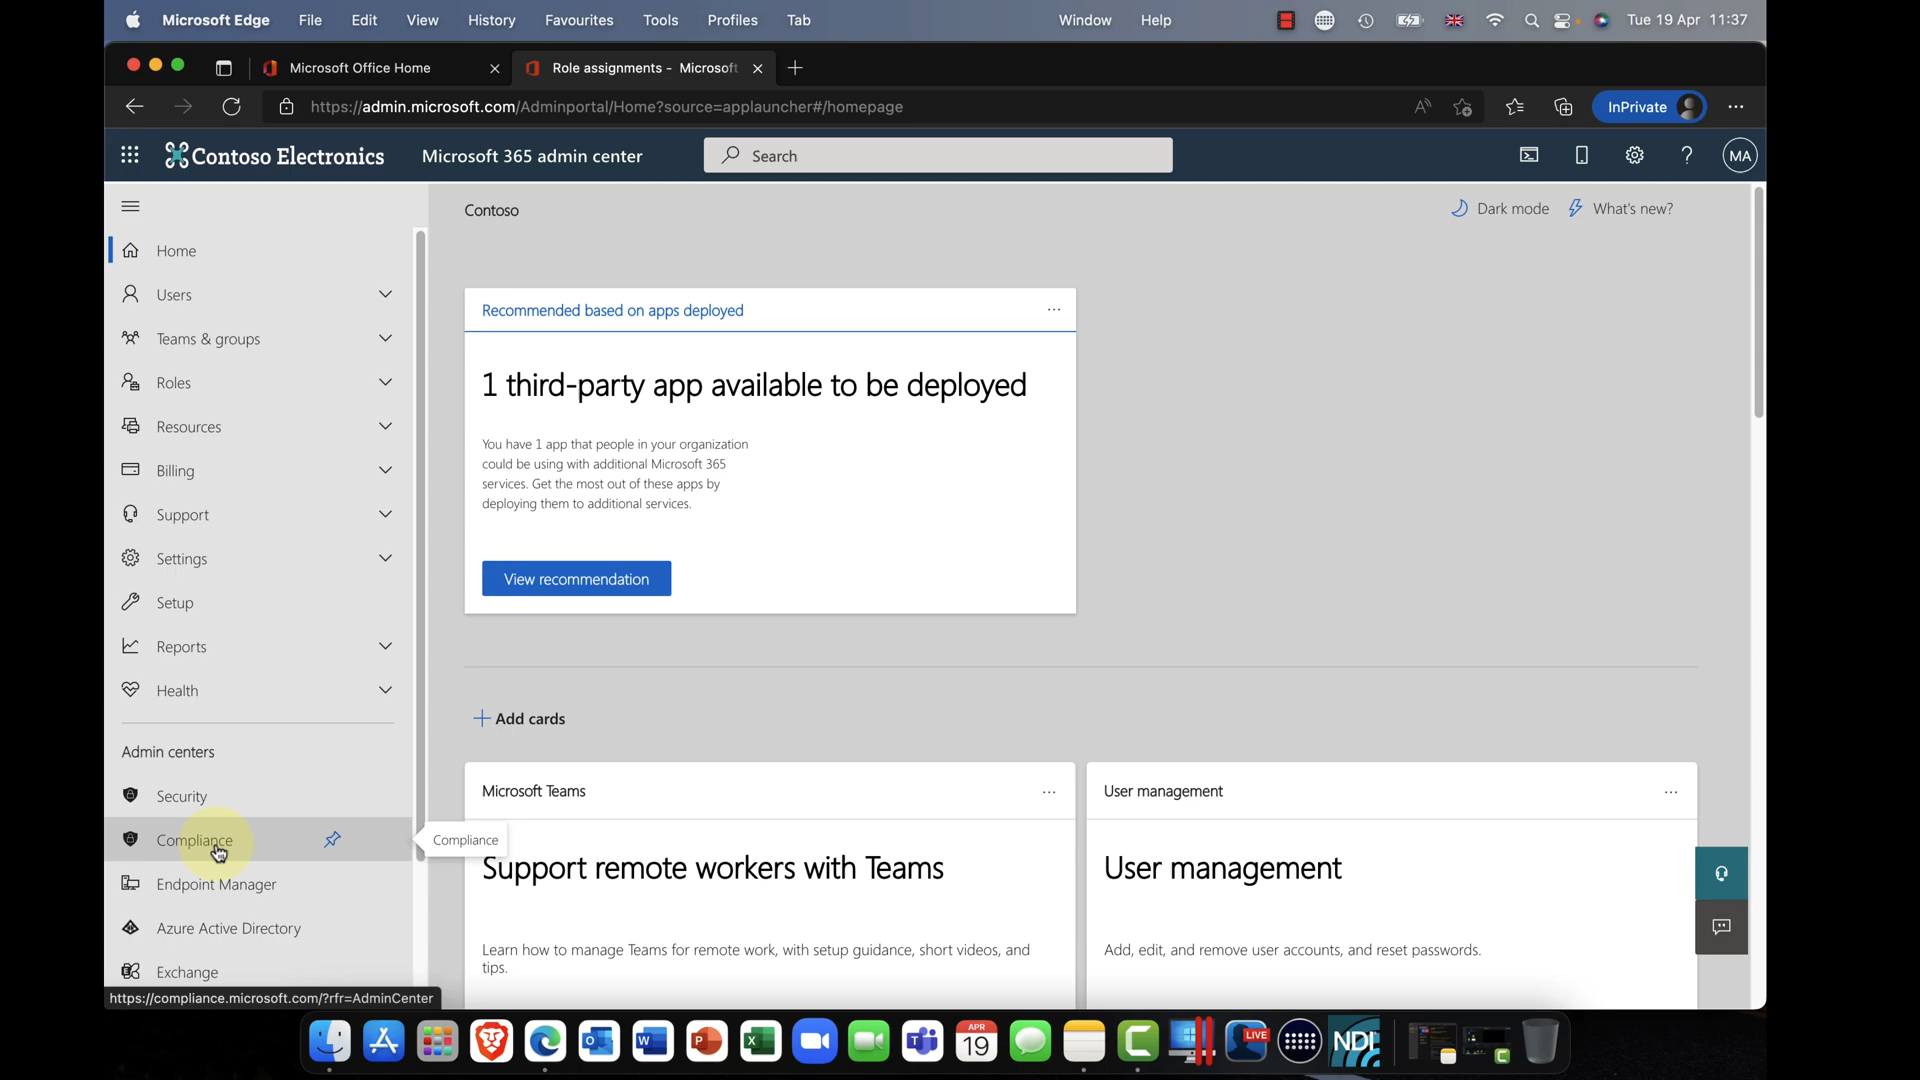 Microsoft Edge File Edit View History Favourites Tools Profiles Tab Window Help Tue 19 Apr 11:37
Microsoft Office Home
Role assignments - Microsoft
https://admin.microsoft.com/Adminportal/Home?source=applauncher#/homepage
InPrivate
Contoso Electronics
Microsoft 365 admin center
Search
MA
Contoso
Dark mode
What's new?
Home
Users
Teams & groups
Roles
Resources
Billing
Support
Settings
Setup
Reports
Health
Admin centers
Security
Compliance
Endpoint Manager
Azure Active Directory
Exchange
Compliance
https://compliance.microsoft.com/?rfr=AdminCenter
Recommended based on apps deployed
1 third-party app available to be deployed
You have 1 app that people in your organization
could be using with additional Microsoft 365
services. Get the most out of these apps by
deploying them to additional services.
View recommendation
Add cards
Microsoft Teams
Support remote workers with Teams
Learn how to manage Teams for remote work, with setup guidance, short videos, and
tips.
User management
User management
Add, edit, and remove user accounts, and reset passwords.
APR
19
LIVE
NDI